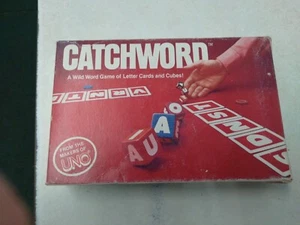 CATCHWORD
A Wild Word Game of Letter Cards and Cubes!
FROM THE
MAKERS OF
UNO
A
A U